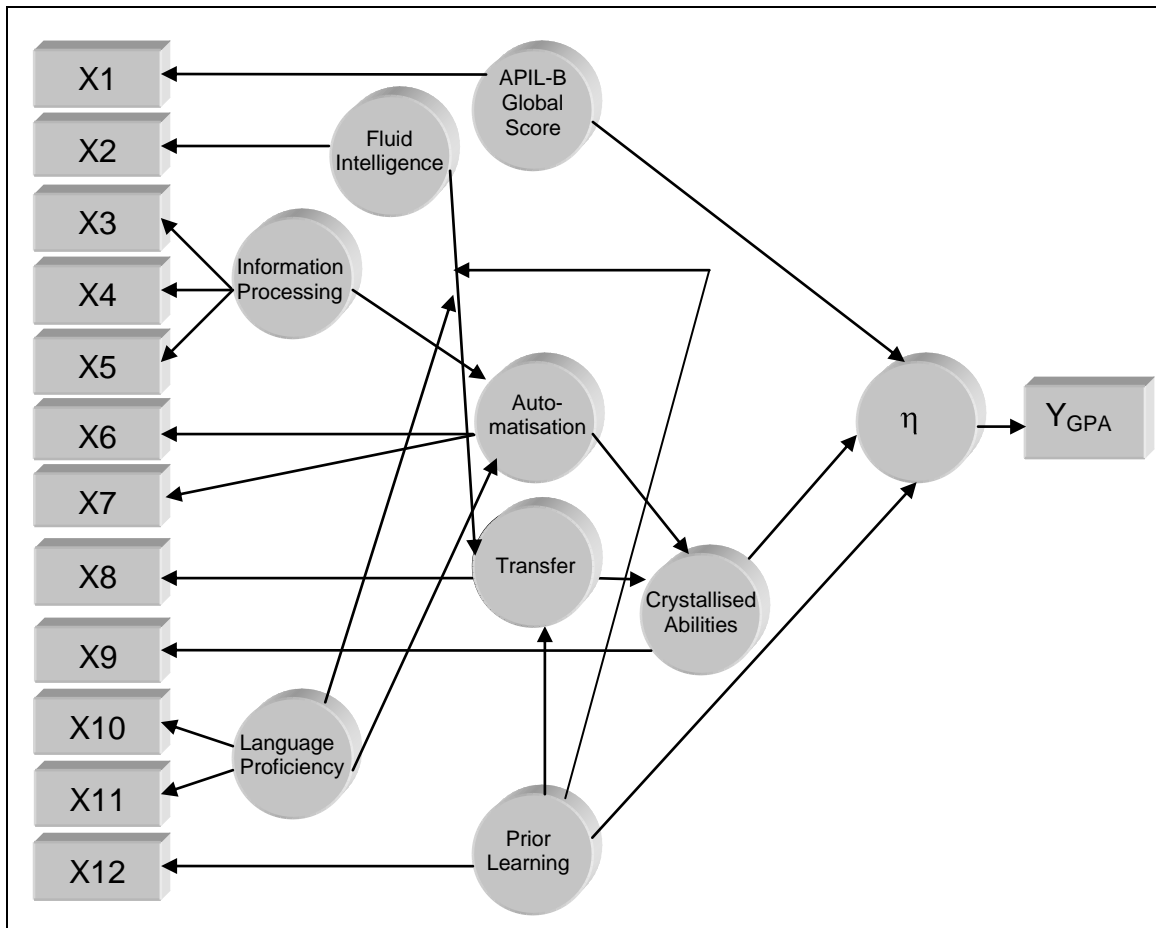 X1
X2
X3
X4
X5
X6
X7
X8
X9
X10
X11
X12
APIL-B
Global
Score
Fluid
Intelligence
Information
Processing
Auto-
matisation
Transfer
Crystallised
Abilities
Language
Proficiency
Prior
Learning
η
YGPA